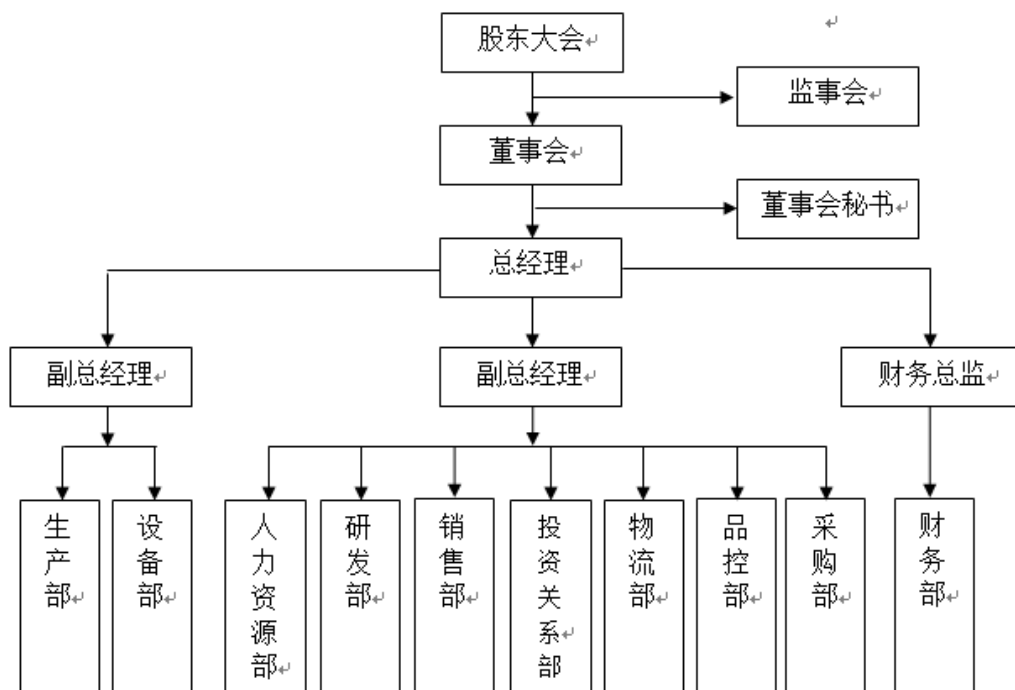 股东大会
监事会
董事会
董事会秘书
总经理
副总经理
副总经理
财务总监
生产部
设备部
人力资源部
研发部
销售部
投资关系部
物流部
品控部
采购部
财务部